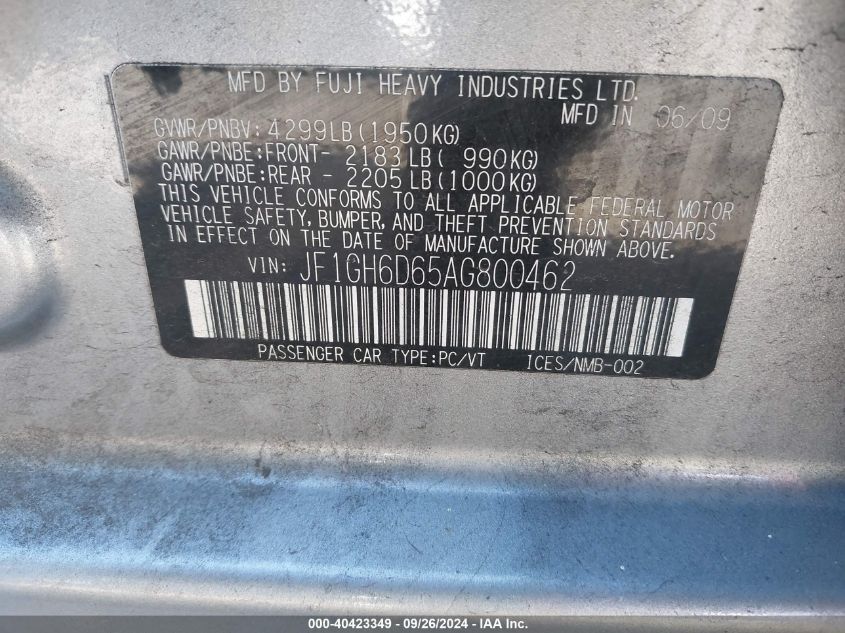 MFD BY FUJI HEAVY INDUSTRIES LTD.
MFD IN 06/09
GVWR/PNBV: 4299LB(1950KG)
GAWR/PNBE:FRONT- 2183LB( 990KG)
GAWR/PNBE:REAR - 2205LB(1000KG)
THIS VEHICLE CONFORMS TO ALL APPLICABLE FEDERAL MOTOR
VEHICLE SAFETY, BUMPER, AND THEFT PREVENTION STANDARDS
IN EFFECT ON THE DATE OF MANUFACTURE SHOWN ABOVE.
VIN: JF1GH6D65AG800462
PASSENGER CAR TYPE:PC/VT ICES/NMB-002
000-40423349 - 09/26/2024 - IAAI.com